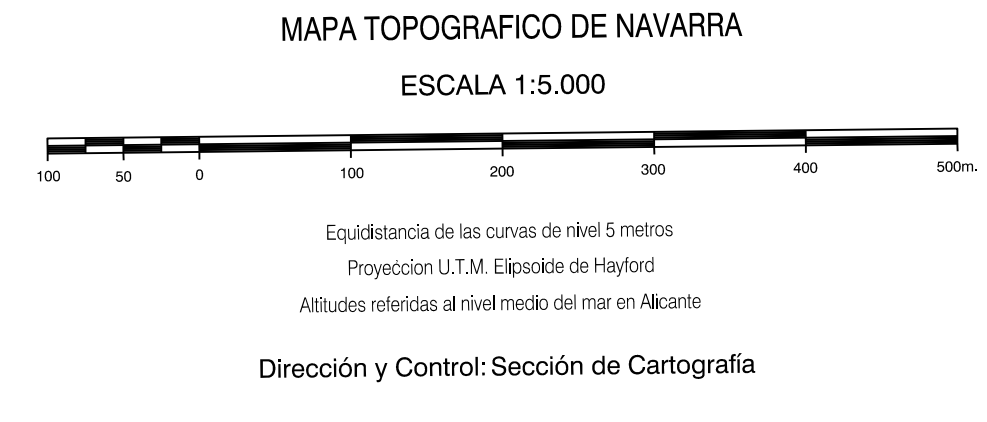 MAPA TOPOGRAFICO DE NAVARRA
ESCALA 1:5.000
100 50 0 100 200 300 400 500m.
Equidistancia de las curvas de nivel 5 metros
Proyección U.T.M. Elipsoide de Hayford
Altitudes referidas al nivel medio del mar en Alicante
Dirección y Control: Sección de Cartografía